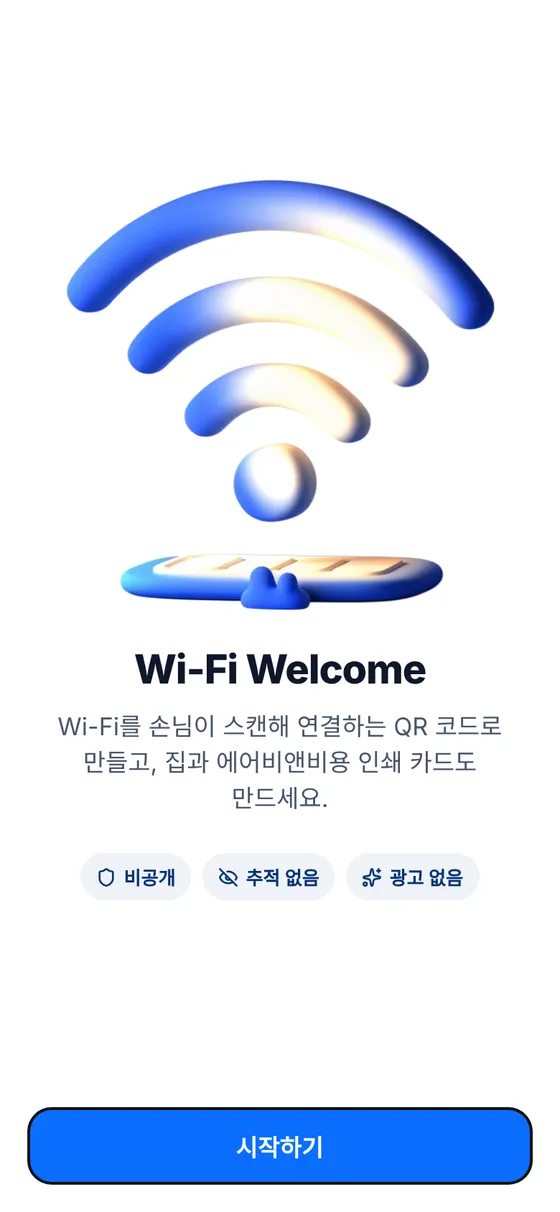 Wi-Fi Welcome
Wi-Fi를 손님이 스캔해 연결하는 QR 코드로
만들고, 집과 에어비앤비용 인쇄 카드도
만드세요.
비공개
추적 없음
광고 없음
시작하기